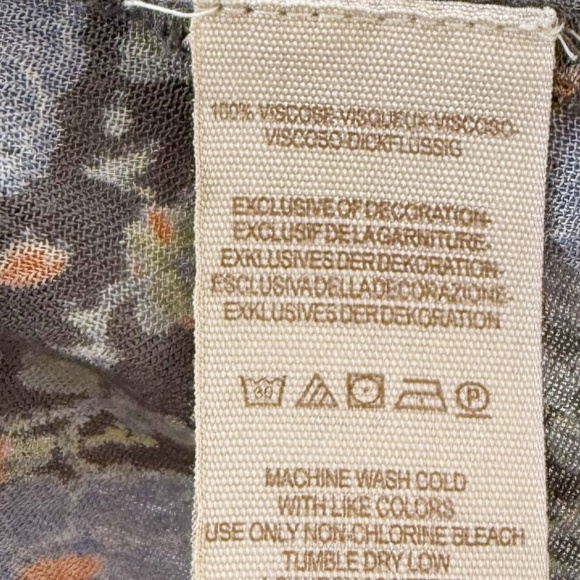 100% VISCOSE-VISQUEUX-VISCOSO-
VISCOSO-DICKFLUSSIG
EXCLUSIVE OF DECORATION-
EXCLUSIF DE LA GARNITURE-
EXKLUSIVES DER DEKORATION-
ESCLUSIVA DELLA DECORAZIONE-
EXKLUSIVES DER DEKORATION
P
MACHINE WASH COLD
WITH LIKE COLORS
USE ONLY NON-CHLORINE BLEACH
TUMBLE DRY LOW